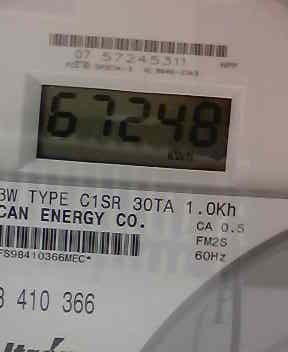 07 57245311
67248
kWh
3W TYPE C1SR 30TA 1.0Kh
CAN ENERGY CO.
CA 0.5
FM2S
FS98410366MEC*
60Hz
8 410 366